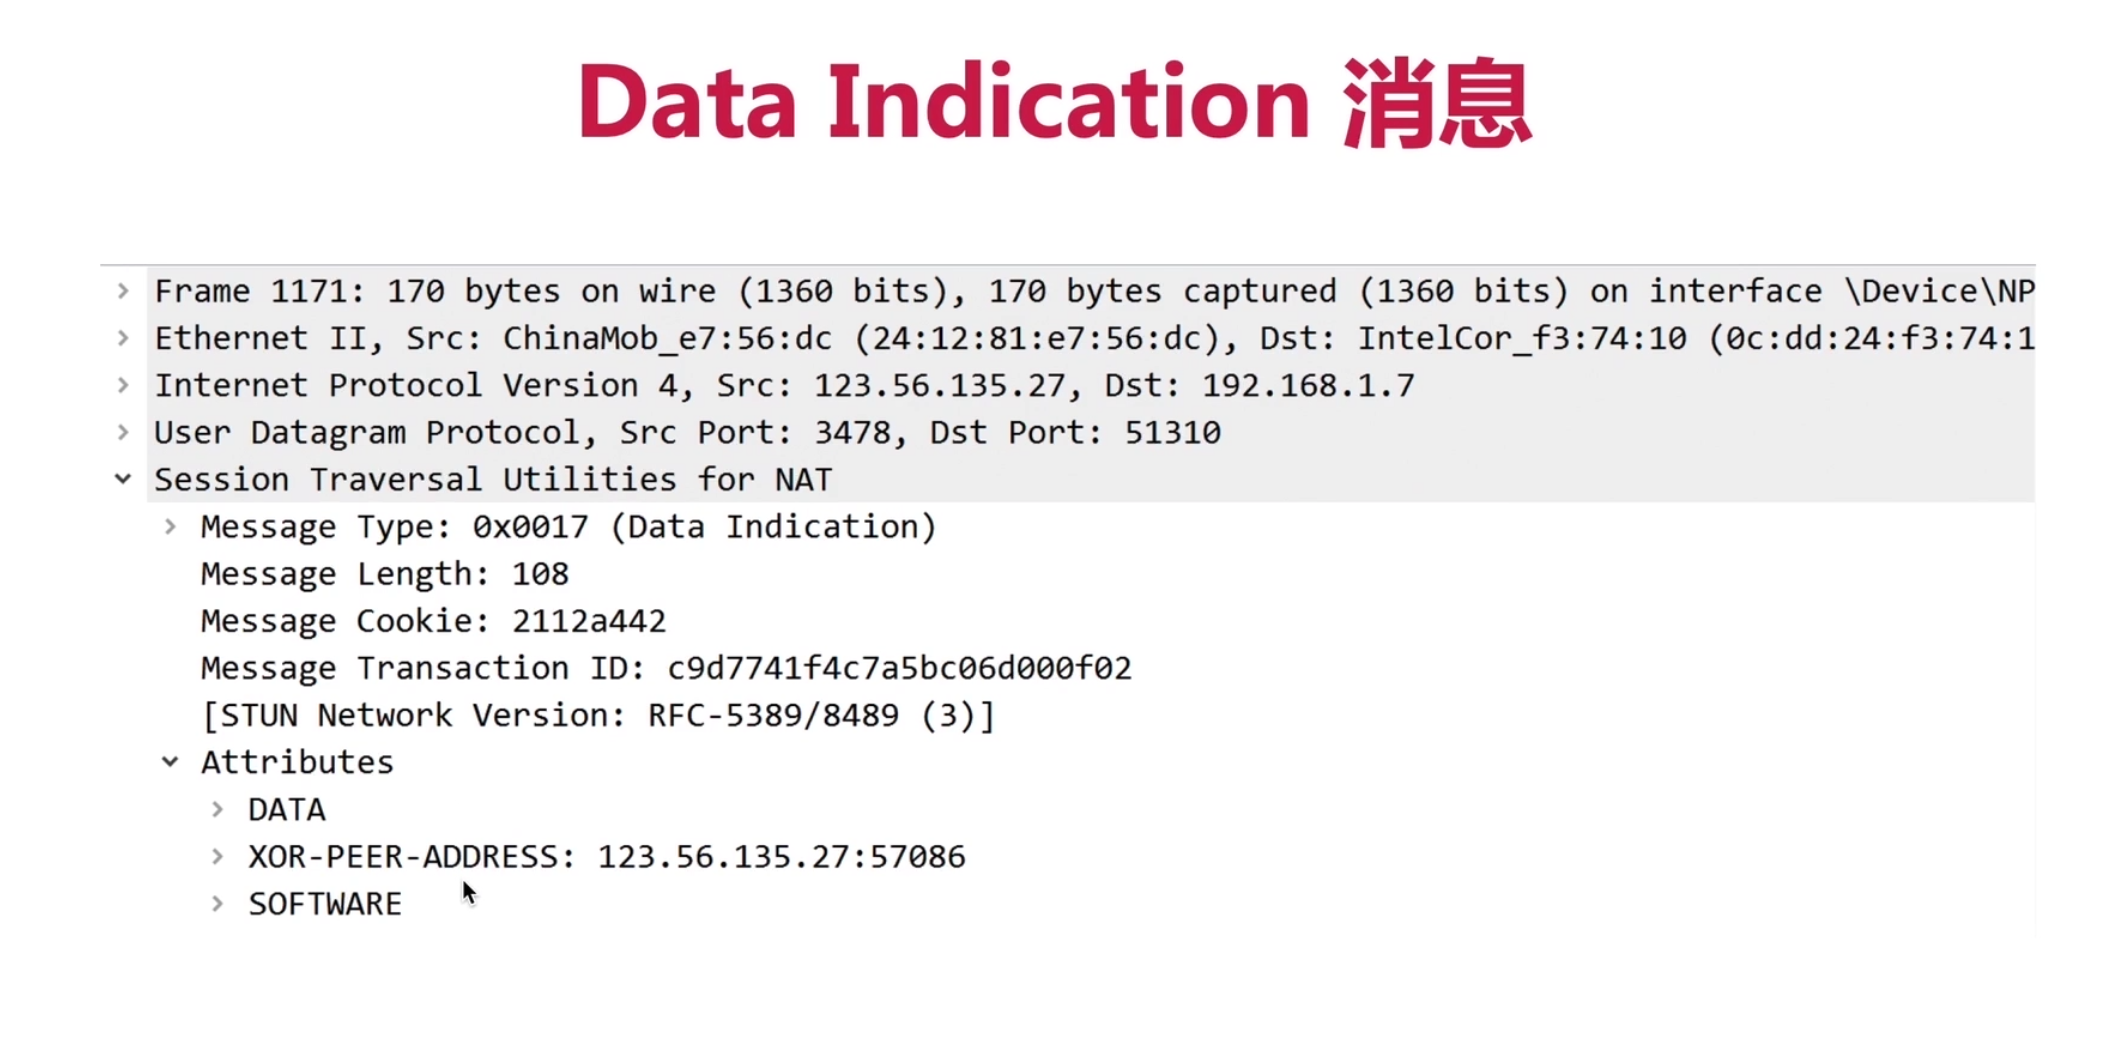 Data Indication 消息
Frame 1171: 170 bytes on wire (1360 bits), 170 bytes captured (1360 bits) on interface \Device\NP
Ethernet II, Src: ChinaMob_e7:56:dc (24:12:81:e7:56:dc), Dst: IntelCor_f3:74:10 (0c:dd:24:f3:74:1
Internet Protocol Version 4, Src: 123.56.135.27, Dst: 192.168.1.7
User Datagram Protocol, Src Port: 3478, Dst Port: 51310
Session Traversal Utilities for NAT
Message Type: 0x0017 (Data Indication)
Message Length: 108
Message Cookie: 2112a442
Message Transaction ID: c9d7741f4c7a5bc06d000f02
[STUN Network Version: RFC-5389/8489 (3)]
Attributes
DATA
XOR-PEER-ADDRESS: 123.56.135.27:57086
SOFTWARE